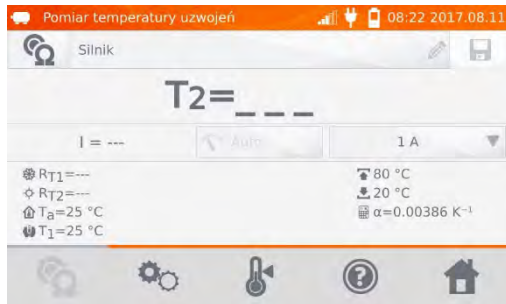 Pomiar temperatury uzwojeń 08:22 2017.08.11
Silnik
T2=_ _ _
I = --- Auto 1 A
RT1=--- 80 °C
RT2=--- 20 °C
Ta=25 °C α=0.00386 K⁻¹
T1=25 °C
?